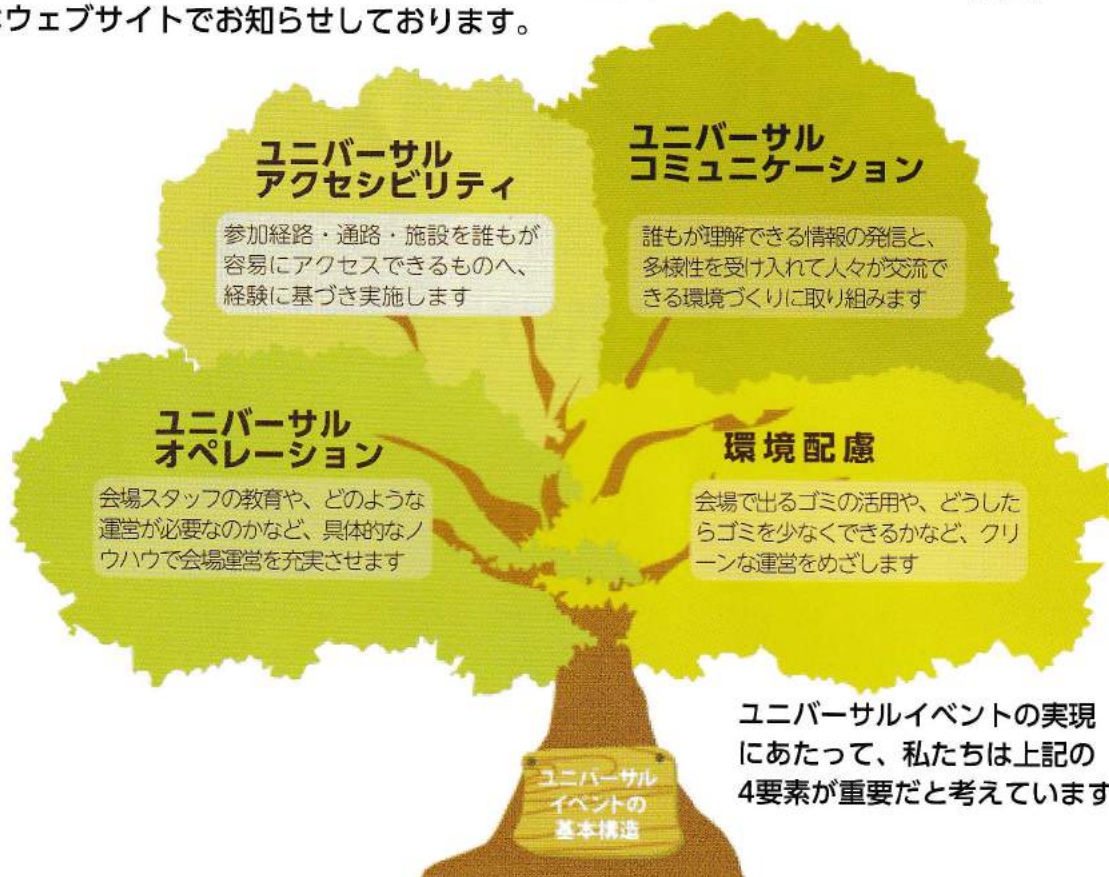 ウェブサイトでお知らせしております。
ユニバーサル
アクセシビリティ
参加経路・通路・施設を誰もが
容易にアクセスできるものへ、
経験に基づき実施します
ユニバーサル
コミュニケーション
誰もが理解できる情報の発信と、
多様性を受け入れて人々が交流で
きる環境づくりに取り組みます
ユニバーサル
オペレーション
会場スタッフの教育や、どのような
運営が必要なのかなど、具体的なノ
ウハウで会場運営を充実させます
環境配慮
会場で出るゴミの活用や、どうした
らゴミを少なくできるかなど、クリ
ーンな運営をめざします
ユニバーサルイベントの実現
にあたって、私たちは上記の
4要素が重要だと考えています
ユニバーサル
イベントの
基本構造